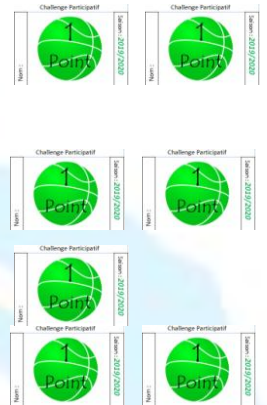 Challenge Participatif
Nom :
1
Point
Saison : 2019/2020
Challenge Participatif
Nom :
1
Point
Saison : 2019/2020
Challenge Participatif
Nom :
1
Point
Saison : 2019/2020
Challenge Participatif
Nom :
1
Point
Saison : 2019/2020
Challenge Participatif
Nom :
1
Point
Saison : 2019/2020
Challenge Participatif
Nom :
1
Point
Saison : 2019/2020
Challenge Participatif
Nom :
1
Point
Saison : 2019/2020